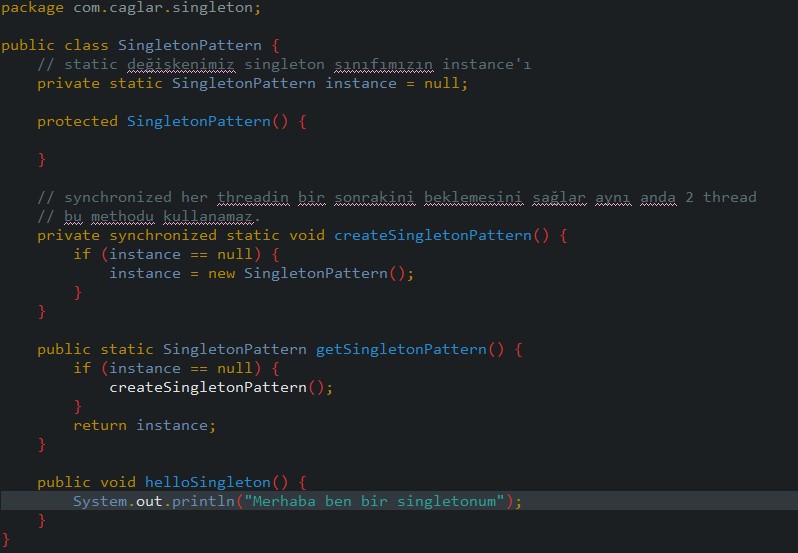 package com.caglar.singleton;
public class SingletonPattern {
// static değişkenimiz singleton sınıfımızın instance'ı
private static SingletonPattern instance = null;
protected SingletonPattern() {
}
// synchronized her threadin bir sonrakini beklemesini sağlar aynı anda 2 thread
// bu methodu kullanamaz.
private synchronized static void createSingletonPattern() {
if (instance == null) {
instance = new SingletonPattern();
}
}
public static SingletonPattern getSingletonPattern() {
if (instance == null) {
createSingletonPattern();
}
return instance;
}
public void helloSingleton() {
System.out.println("Merhaba ben bir singletonum");
}
}